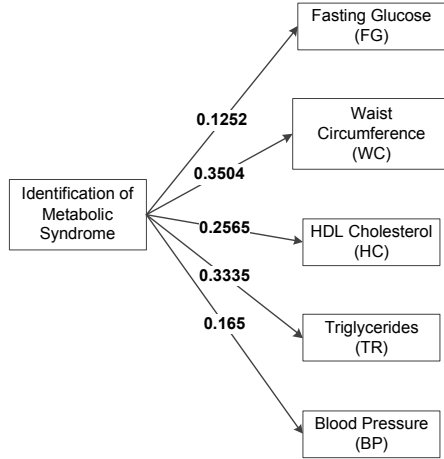 Fasting Glucose
(FG)
0.1252
Waist
Circumference
(WC)
0.3504
Identification of
Metabolic
Syndrome
0.2565
HDL Cholesterol
(HC)
0.3335
Triglycerides
(TR)
0.165
Blood Pressure
(BP)